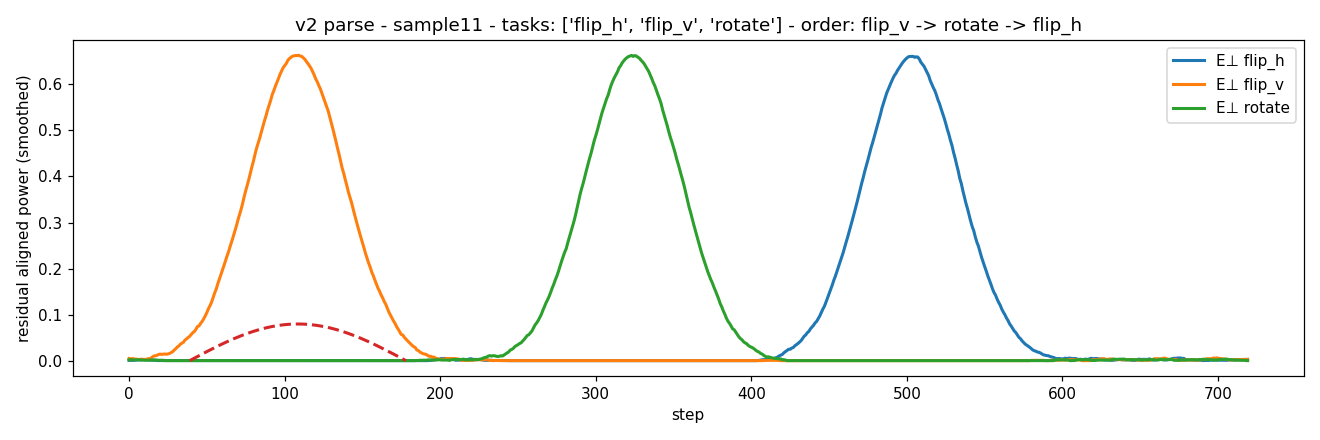 v2 parse - sample11 - tasks: ['flip_h', 'flip_v', 'rotate'] - order: flip_v -> rotate -> flip_h
E⊥ flip_h
E⊥ flip_v
E⊥ rotate
residual aligned power (smoothed)
0.6
0.5
0.4
0.3
0.2
0.1
0.0
0 100 200 300 400 500 600 700
step